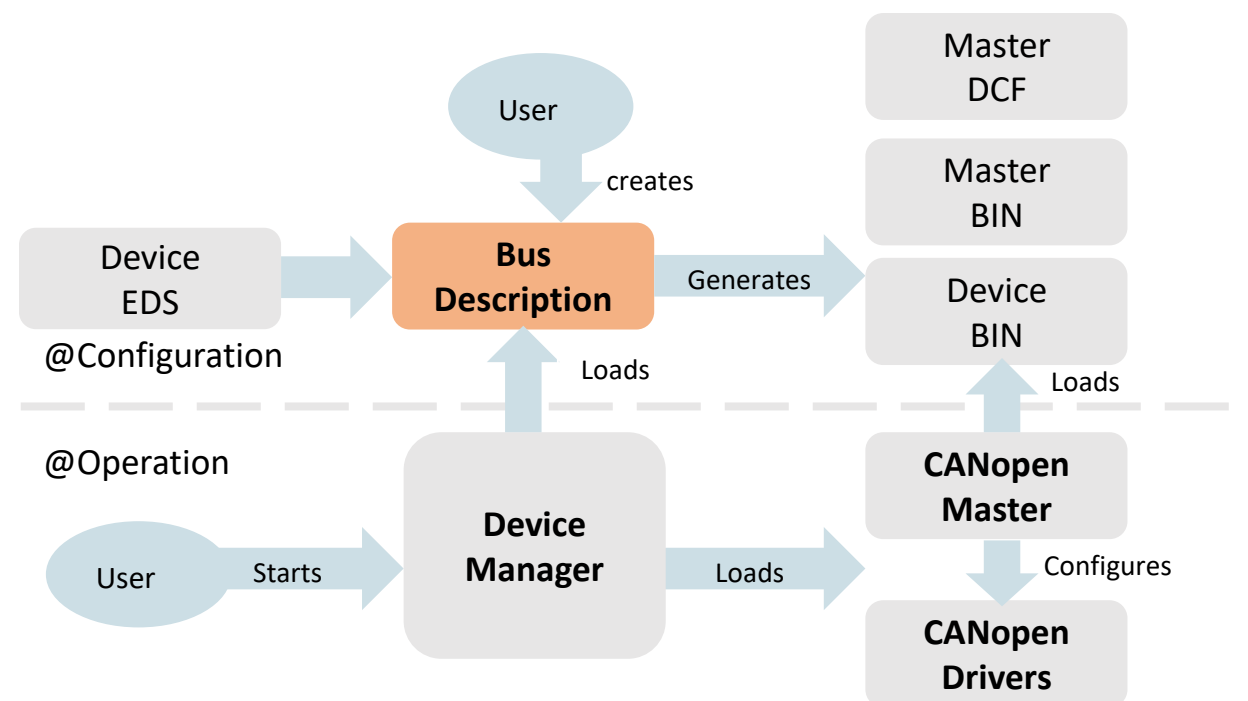 Master
DCF
User
Master
BIN
creates
Device
EDS
Bus
Description
Generates
Device
BIN
@Configuration
Loads
Loads
@Operation
CANopen
Master
Device
Manager
User
Starts
Loads
Configures
CANopen
Drivers